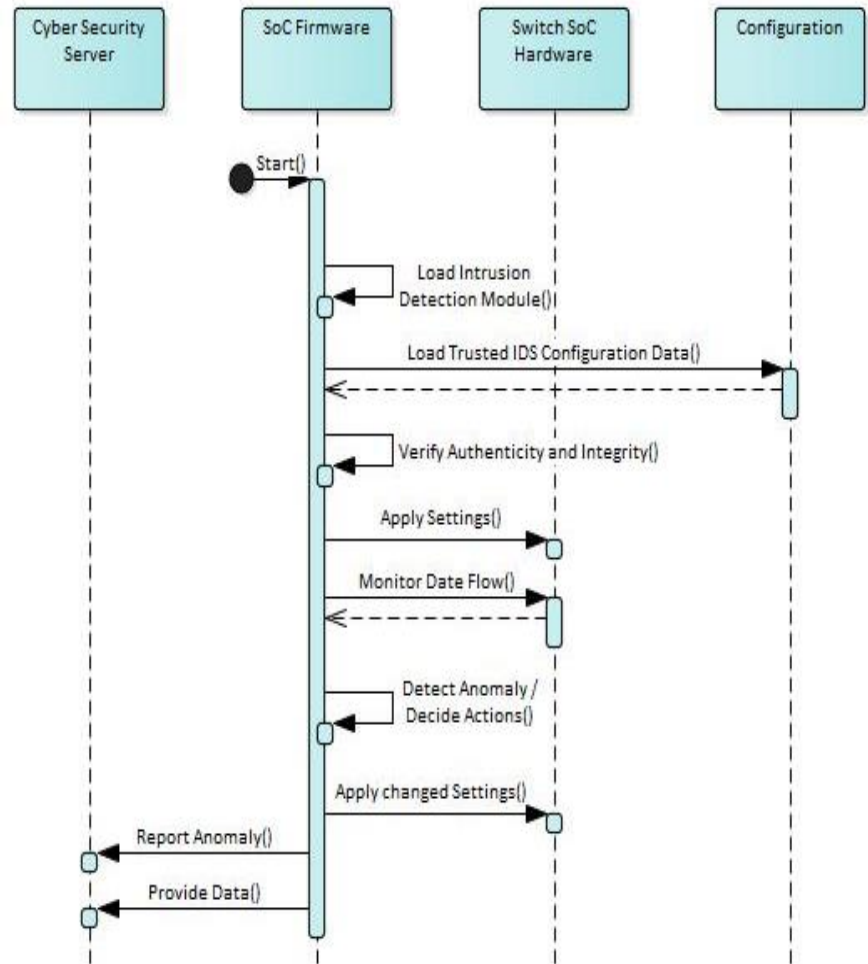 Cyber Security
Server
SoC Firmware
Switch SoC
Hardware
Configuration
Start()
Load Intrusion
Detection Module()
Load Trusted IDS Configuration Data()
Verify Authenticity and Integrity()
Apply Settings()
Monitor Date Flow()
Detect Anomaly /
Decide Actions()
Apply changed Settings()
Report Anomaly()
Provide Data()